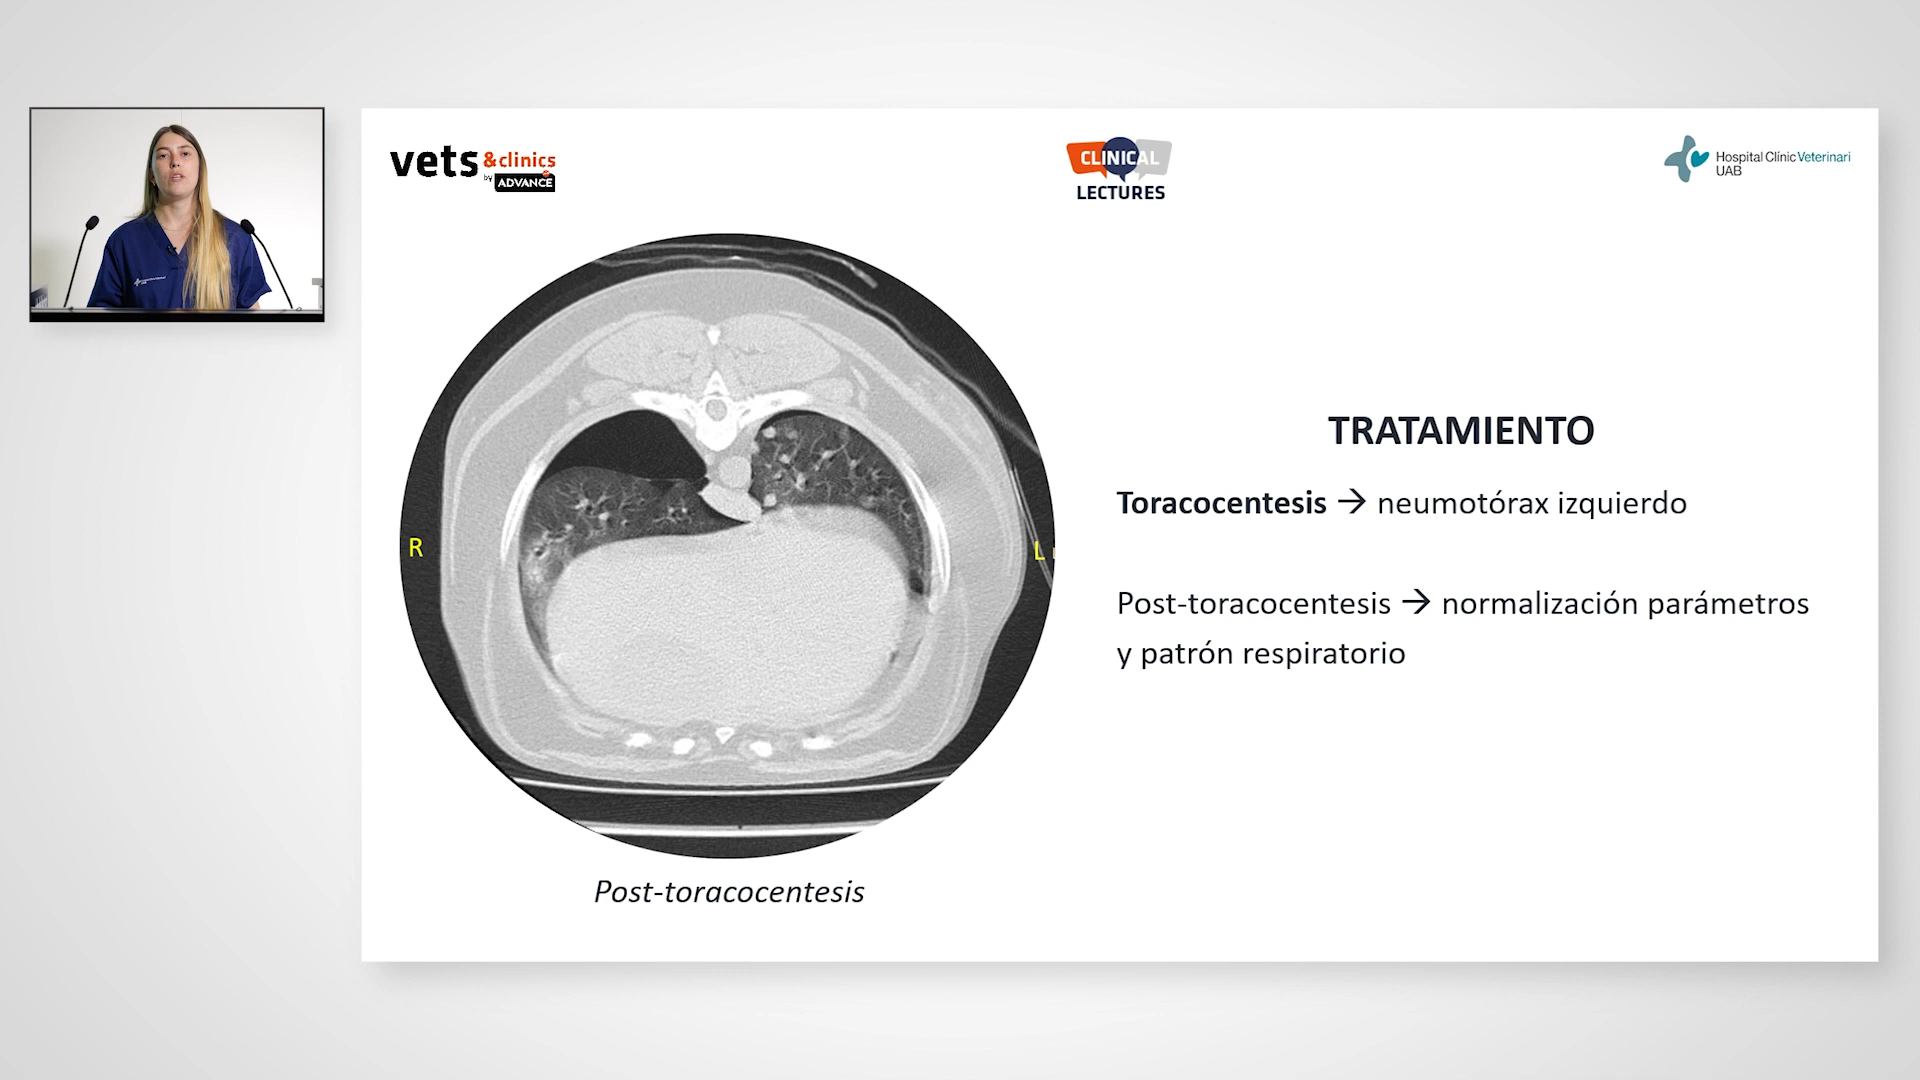 vets &clinics
by ADVANCE
CLINICAL
LECTURES
Hospital Clínic Veterinari
UAB
R
L
TRATAMIENTO
Toracocentesis → neumotórax izquierdo
Post-toracocentesis → normalización parámetros
y patrón respiratorio
Post-toracocentesis